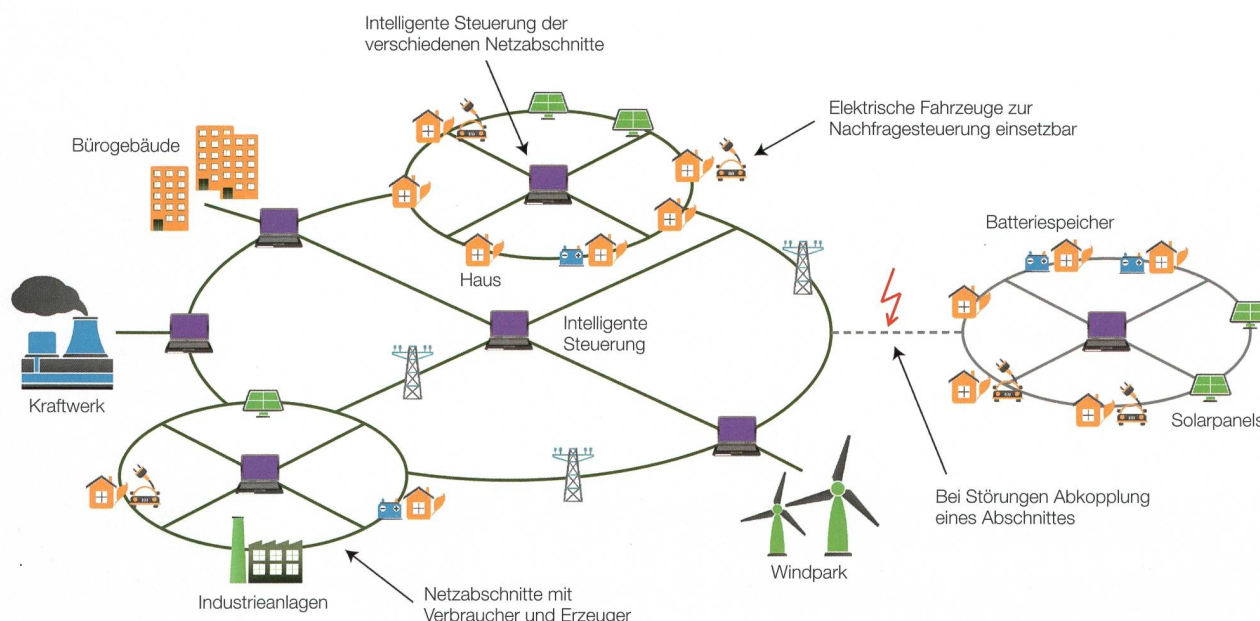 Intelligente Steuerung der
verschiedenen Netzabschnitte
Elektrische Fahrzeuge zur
Nachfragesteuerung einsetzbar
Bürogebäude
Batteriespeicher
Haus
Intelligente
Steuerung
Kraftwerk
Solarpanels
Bei Störungen Abkopplung
eines Abschnittes
Windpark
Industrieanlagen
Netzabschnitte mit
Verbraucher und Erzeuger